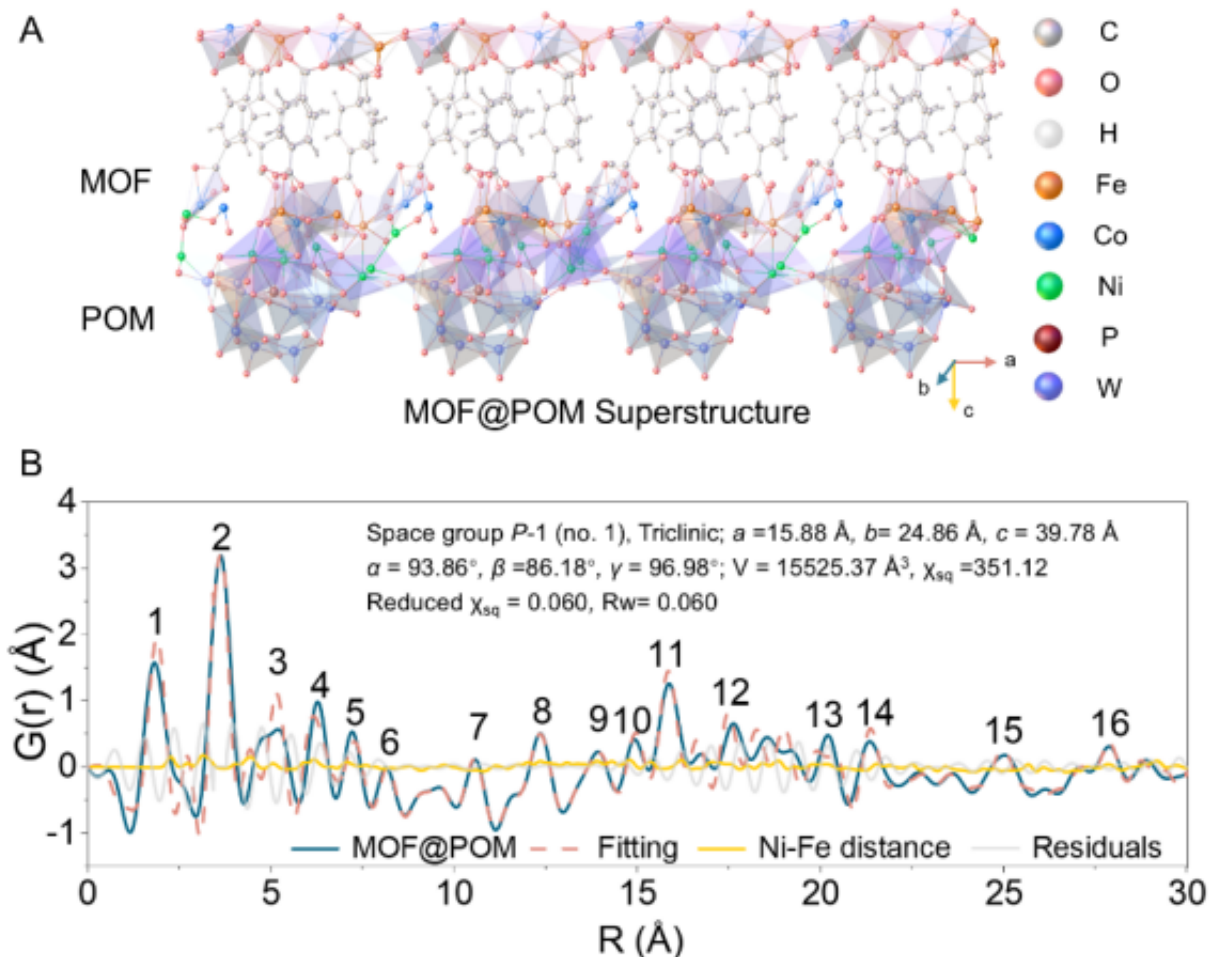 A
C
O
H
MOF
Fe
Co
Ni
POM
P
a
b
c
W
MOF@POM Superstructure
B
4
3
2
1
0
-1
G(r) (Å)
Space group P-1 (no. 1), Triclinic; a =15.88 Å, b= 24.86 Å, c = 39.78 Å
α = 93.86°, β =86.18°, γ = 96.98°; V = 15525.37 Å³, χsq =351.12
Reduced χsq = 0.060, Rw= 0.060
1
2
3
4
5
6
7
8
9
10
11
12
13
14
15
16
MOF@POM
Fitting
Ni-Fe distance
Residuals
0
5
10
15
20
25
30
R (Å)